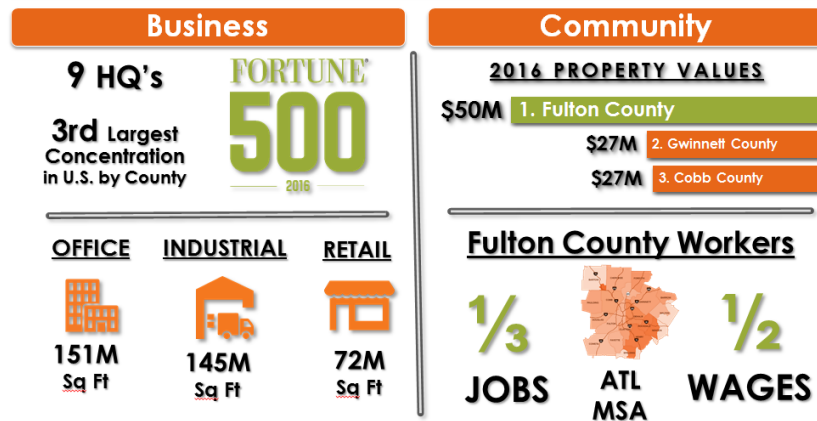 Business
9 HQ's
3rd Largest
Concentration
in U.S. by County
FORTUNE
500
2016
OFFICE
151M
Sq Ft
INDUSTRIAL
145M
Sq Ft
RETAIL
72M
Sq Ft
Community
2016 PROPERTY VALUES
$50M 1. Fulton County
$27M 2. Gwinnett County
$27M 3. Cobb County
Fulton County Workers
⅓
JOBS
ATL
MSA
½
WAGES